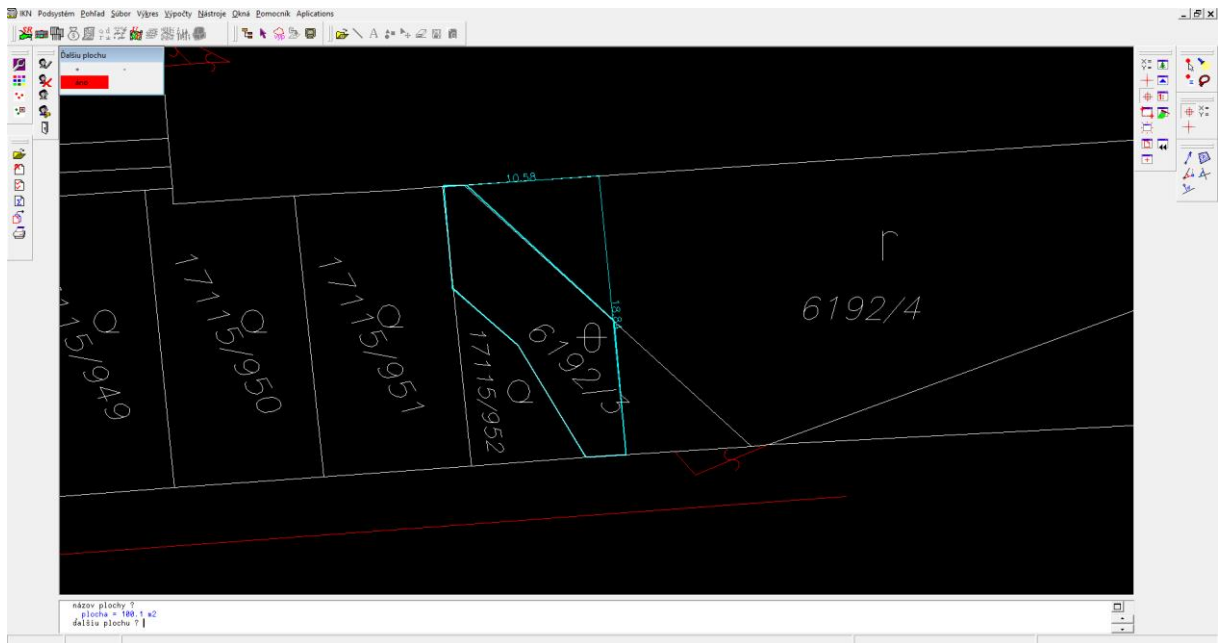 IKN Podsystém Pohľad Súbor Výkres Výpočty Nástroje Okná Pomocník Aplications
Ďalšiu plochu
10.58
18.84
r
6192/4
6192/3
17115/949
17115/950
17115/951
17115/952
názov plochy ?
plocha = 100.1 m2
ďalšiu plochu ?